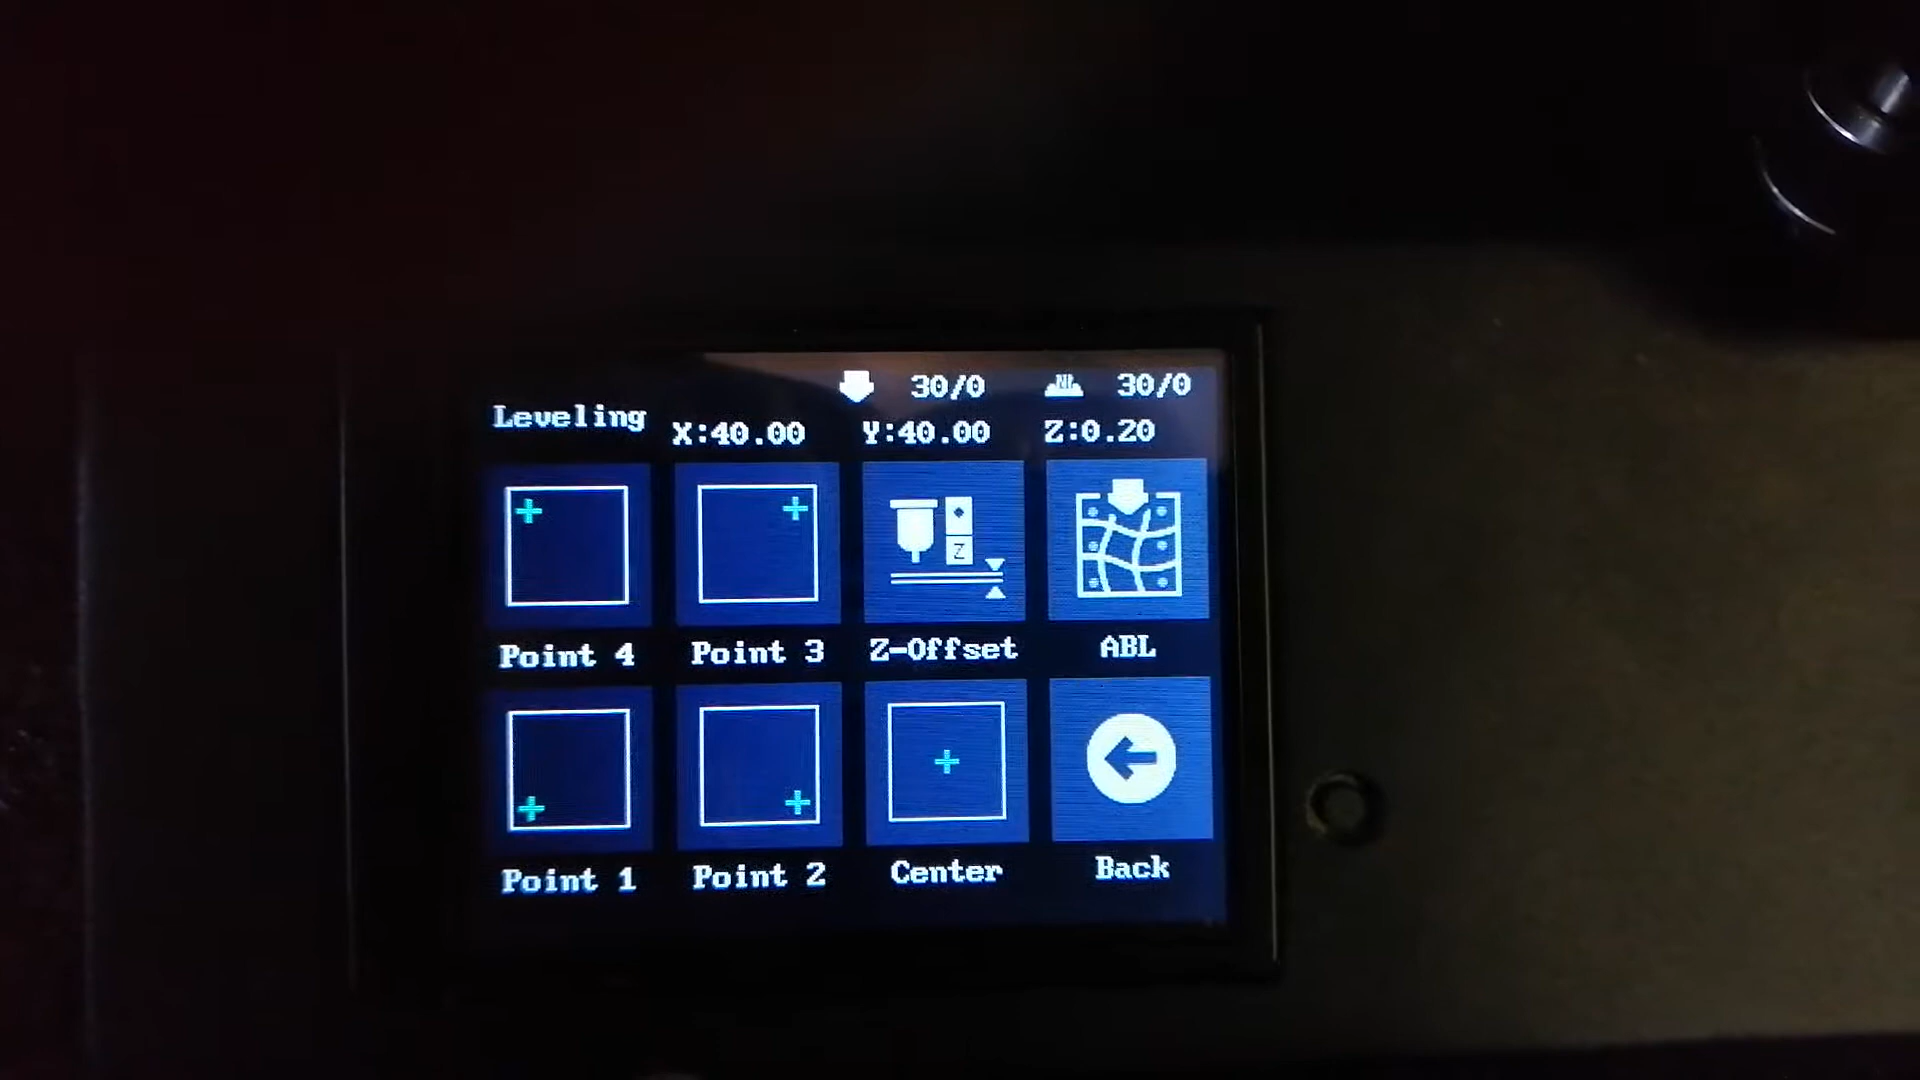 30/0 30/0
Leveling X:40.00 Y:40.00 Z:0.20
Z
Point 4 Point 3 Z-Offset ABL
Point 1 Point 2 Center Back